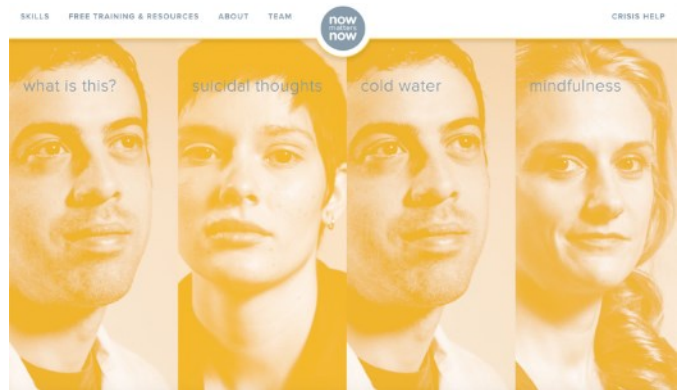 SKILLS FREE TRAINING & RESOURCES ABOUT TEAM
now
matters
now
CRISIS HELP
what is this? suicidal thoughts cold water mindfulness